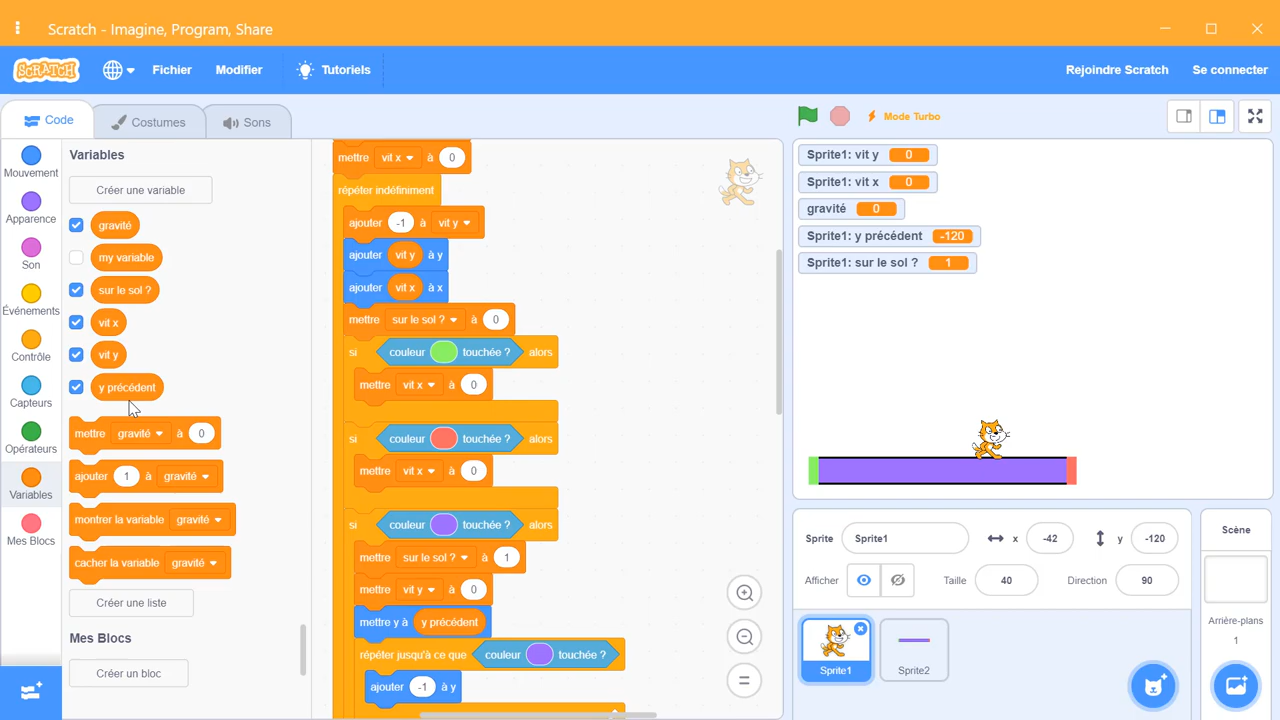 Scratch - Imagine, Program, Share
SCRATCH
Fichier
Modifier
Tutoriels
Rejoindre Scratch
Se connecter
Code
Costumes
Sons
Mode Turbo
Mouvement
Apparence
Son
Événements
Contrôle
Capteurs
Opérateurs
Variables
Mes Blocs
Variables
Créer une variable
gravité
my variable
sur le sol ?
vit x
vit y
y précédent
mettre gravité à 0
ajouter 1 à gravité
montrer la variable gravité
cacher la variable gravité
Créer une liste
Mes Blocs
Créer un bloc
mettre vit x à 0
répéter indéfiniment
ajouter -1 à vit y
ajouter vit y à y
ajouter vit x à x
mettre sur le sol ? à 0
si couleur touchée ? alors
mettre vit x à 0
si couleur touchée ? alors
mettre vit x à 0
si couleur touchée ? alors
mettre sur le sol ? à 1
mettre vit y à 0
mettre y à y précédent
répéter jusqu'à ce que couleur touchée ?
ajouter -1 à y
Sprite1: vit y 0
Sprite1: vit x 0
gravité 0
Sprite1: y précédent -120
Sprite1: sur le sol ? 1
Sprite Sprite1 x -42 y -120
Afficher Taille 40 Direction 90
Sprite1
Sprite2
Scène
Arrière-plans
1